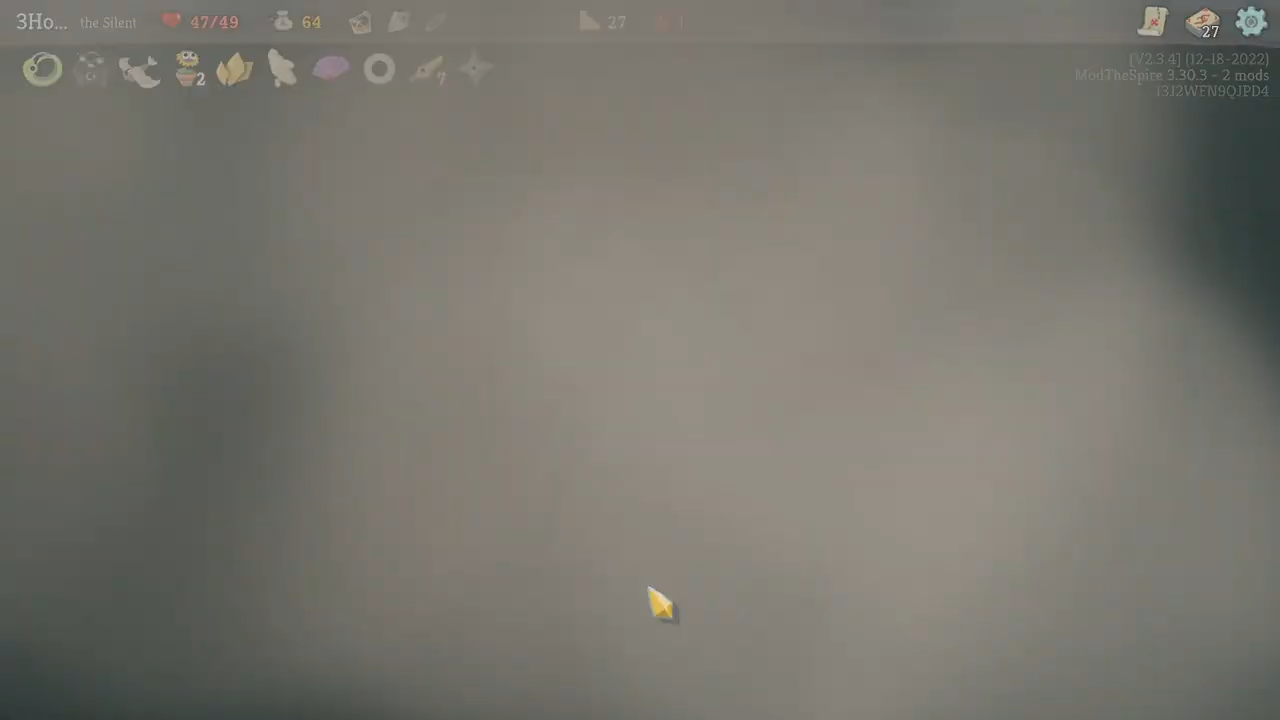 3Ho... the Silent 47/49 64 27
27
2 7
[V2.3.4] (12-18-2022)
ModTheSpire 3.30.3 - 2 mods